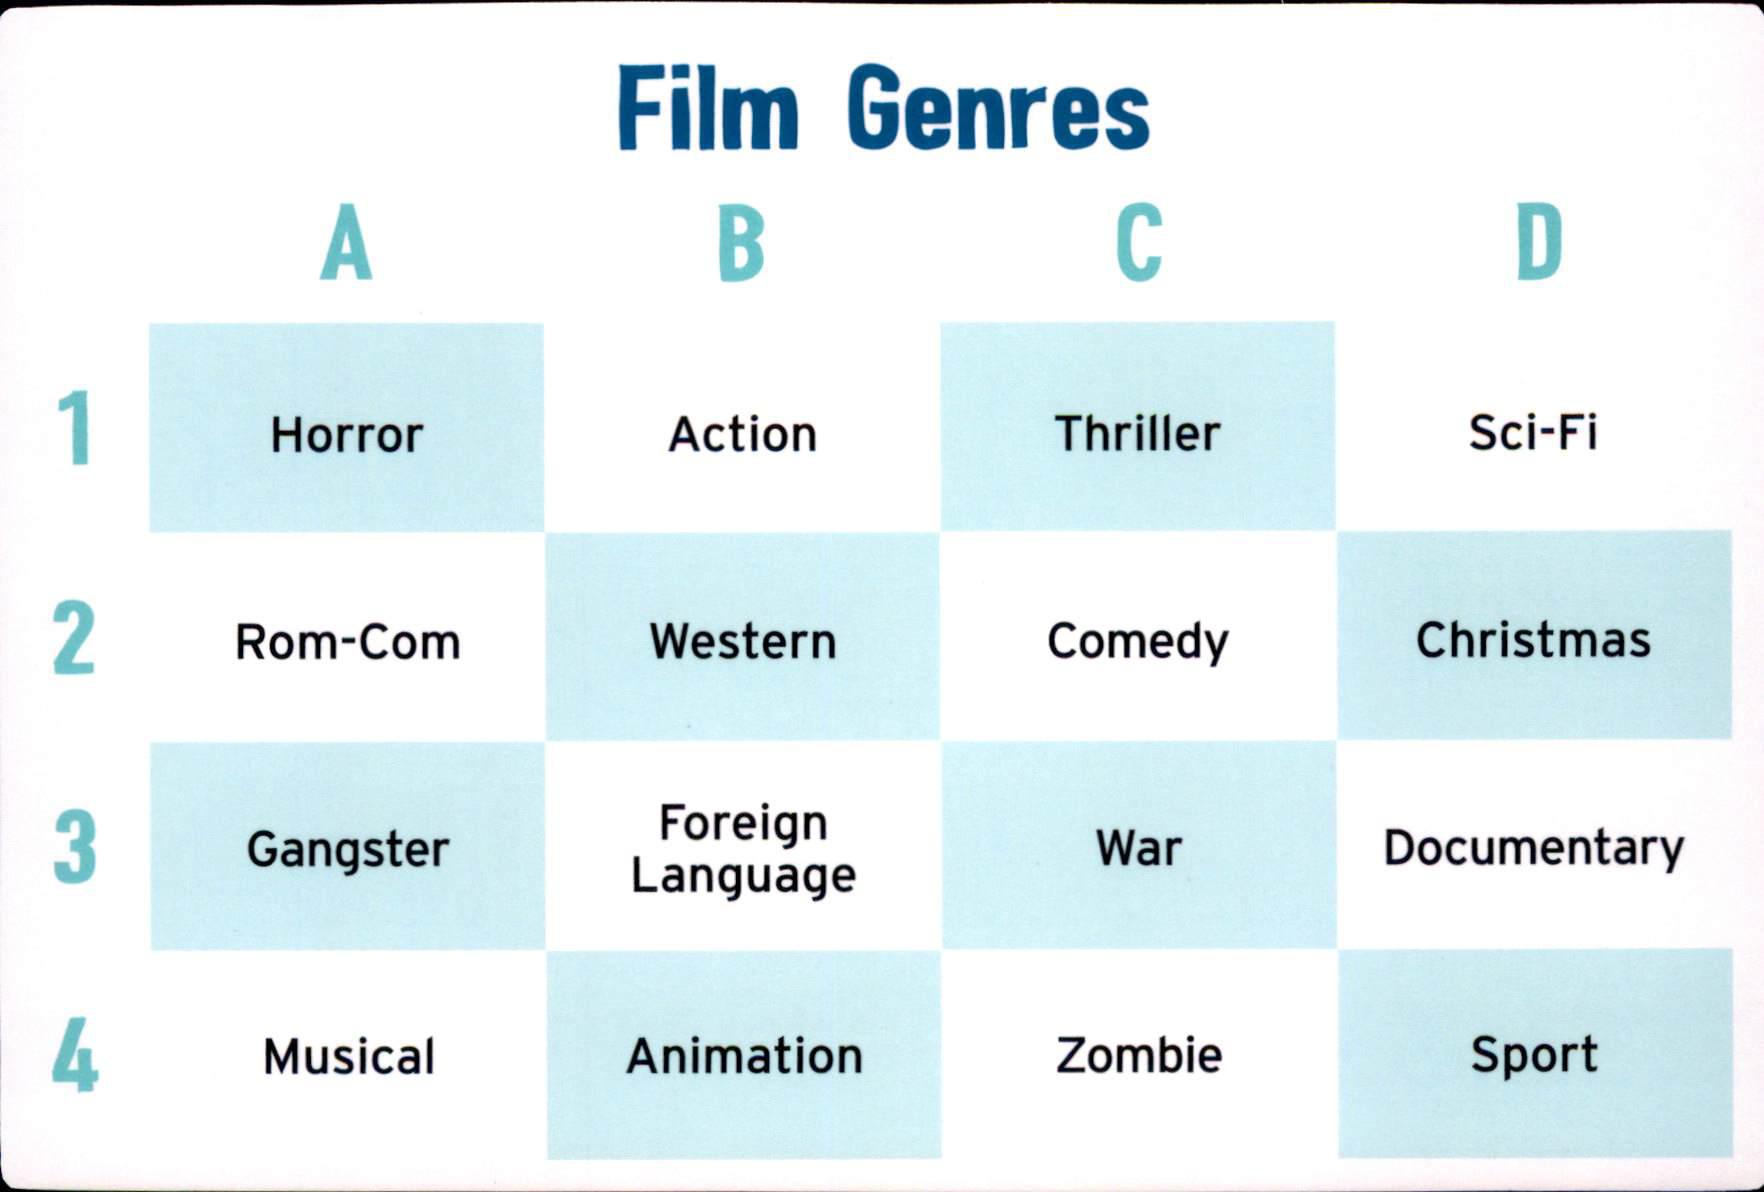 Film Genres
A B C D
1 Horror Action Thriller Sci-Fi
2 Rom-Com Western Comedy Christmas
3 Gangster Foreign Language War Documentary
4 Musical Animation Zombie Sport